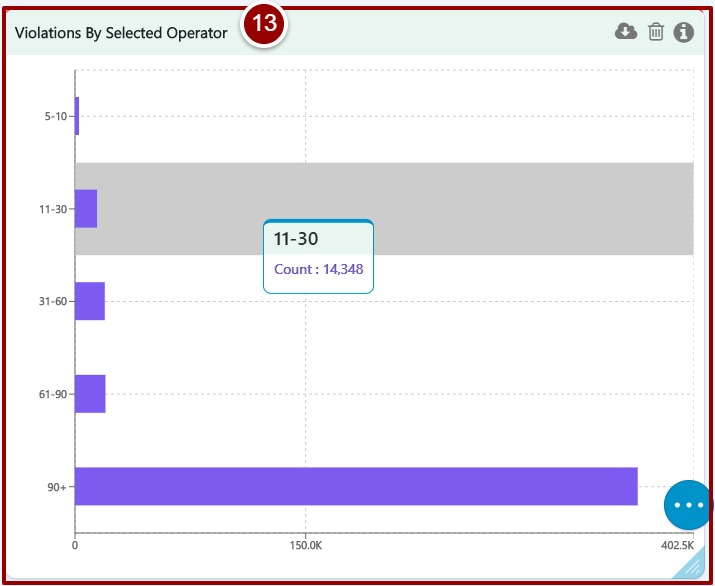 Violations By Selected Operator
13
5-10
11-30
11-30
Count : 14,348
31-60
61-90
90+
0
150.0K
402.5K